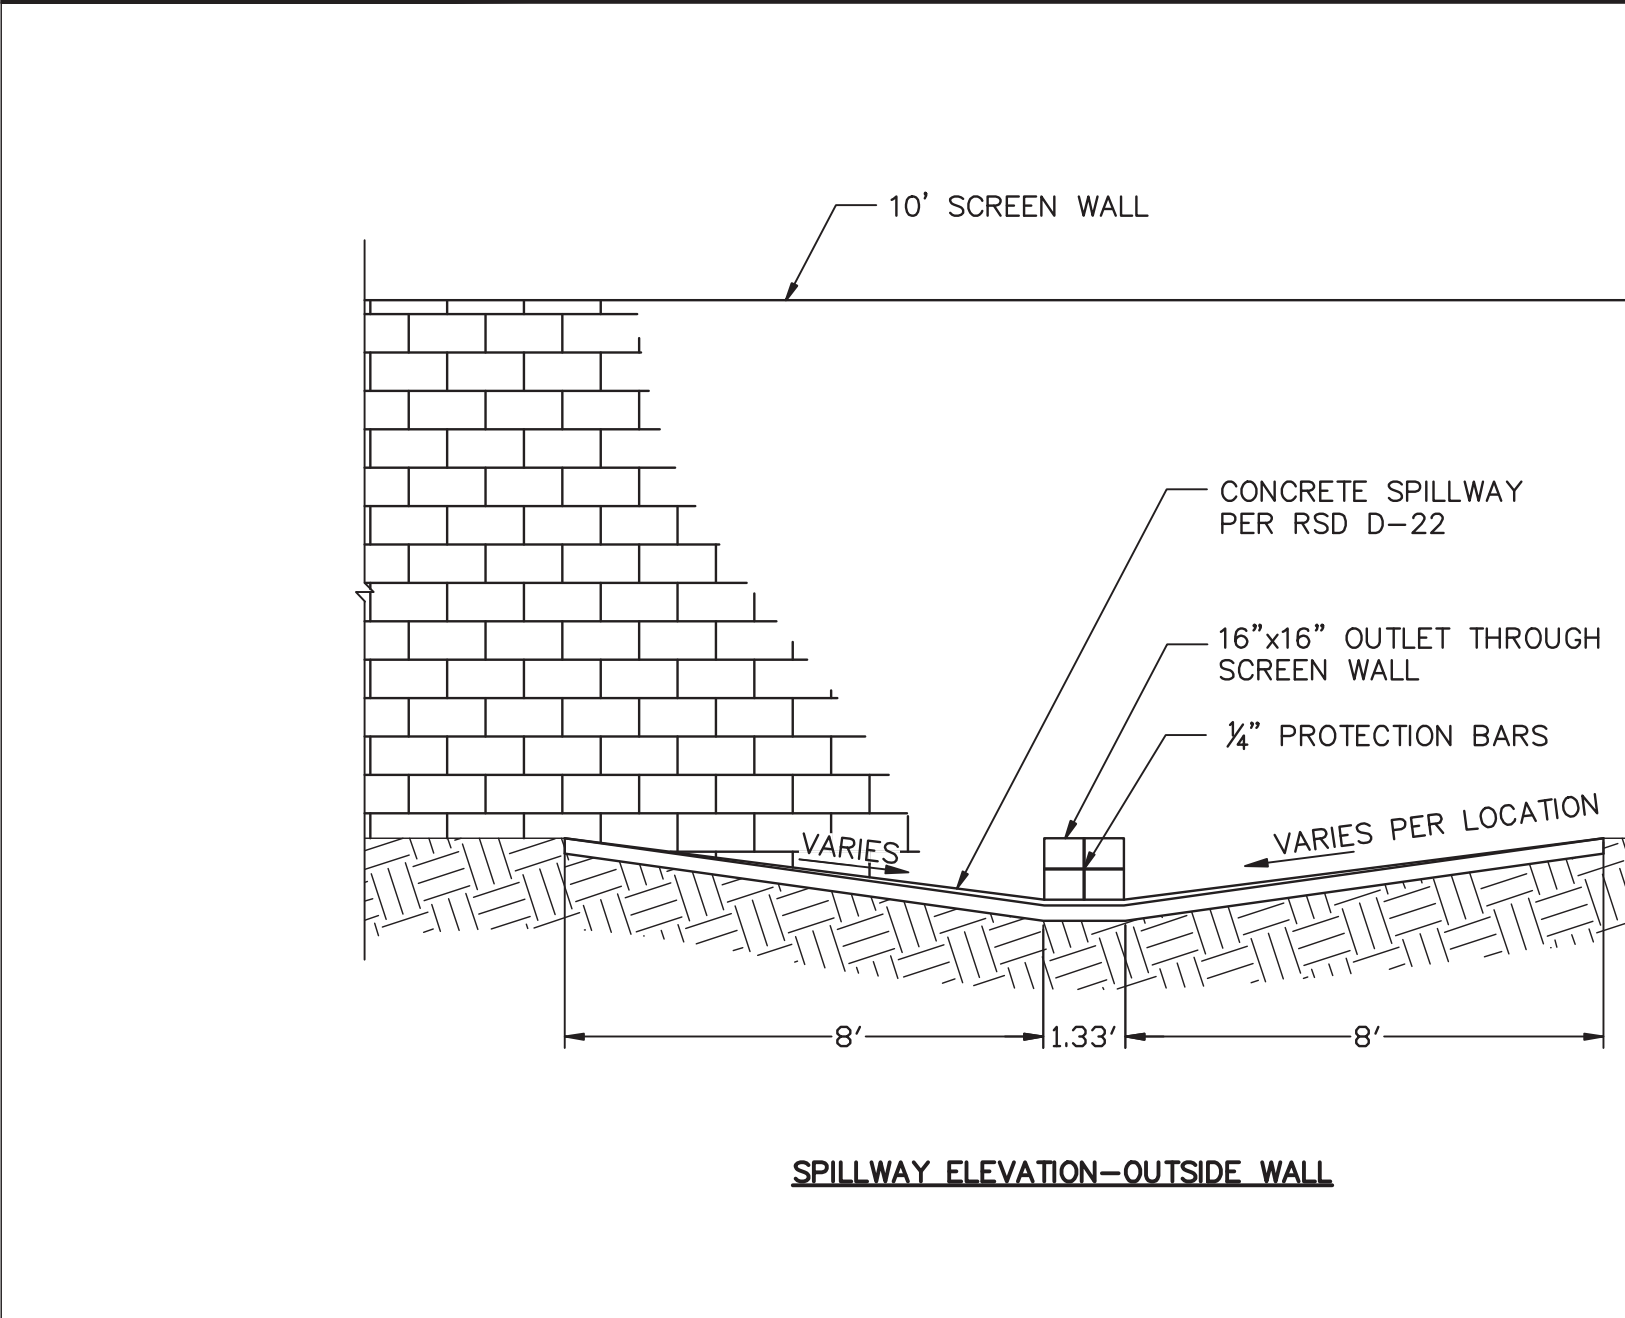 10' SCREEN WALL
CONCRETE SPILLWAY
PER RSD D-22
16"x16" OUTLET THROUGH
SCREEN WALL
¼" PROTECTION BARS
VARIES
VARIES PER LOCATION
8'
1.33'
8'
SPILLWAY ELEVATION-OUTSIDE WALL